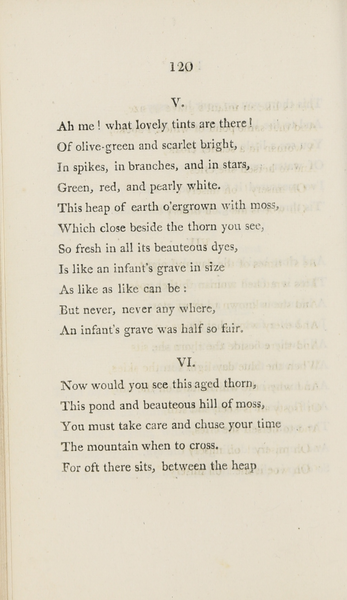 120
V.
Ah me! what lovely tints are there!
Of olive-green and scarlet bright,
In spikes, in branches, and in stars,
Green, red, and pearly white.
This heap of earth o'ergrown with moss,
Which close beside the thorn you see,
So fresh in all its beauteous dyes,
Is like an infant's grave in size
As like as like can be:
But never, never any where,
An infant's grave was half so fair.
VI.
Now would you see this aged thorn,
This pond and beauteous hill of moss,
You must take care and chuse your time
The mountain when to cross.
For oft there sits, between the heap